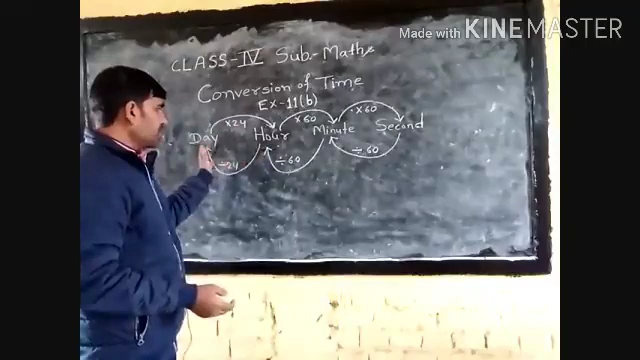 Made with KINEMASTER
CLASS-IV Sub.-Maths
Conversion of Time
EX-11(b)
×24 ×60 ×60
Day Hour Minute Second
÷24 ÷60 ÷60